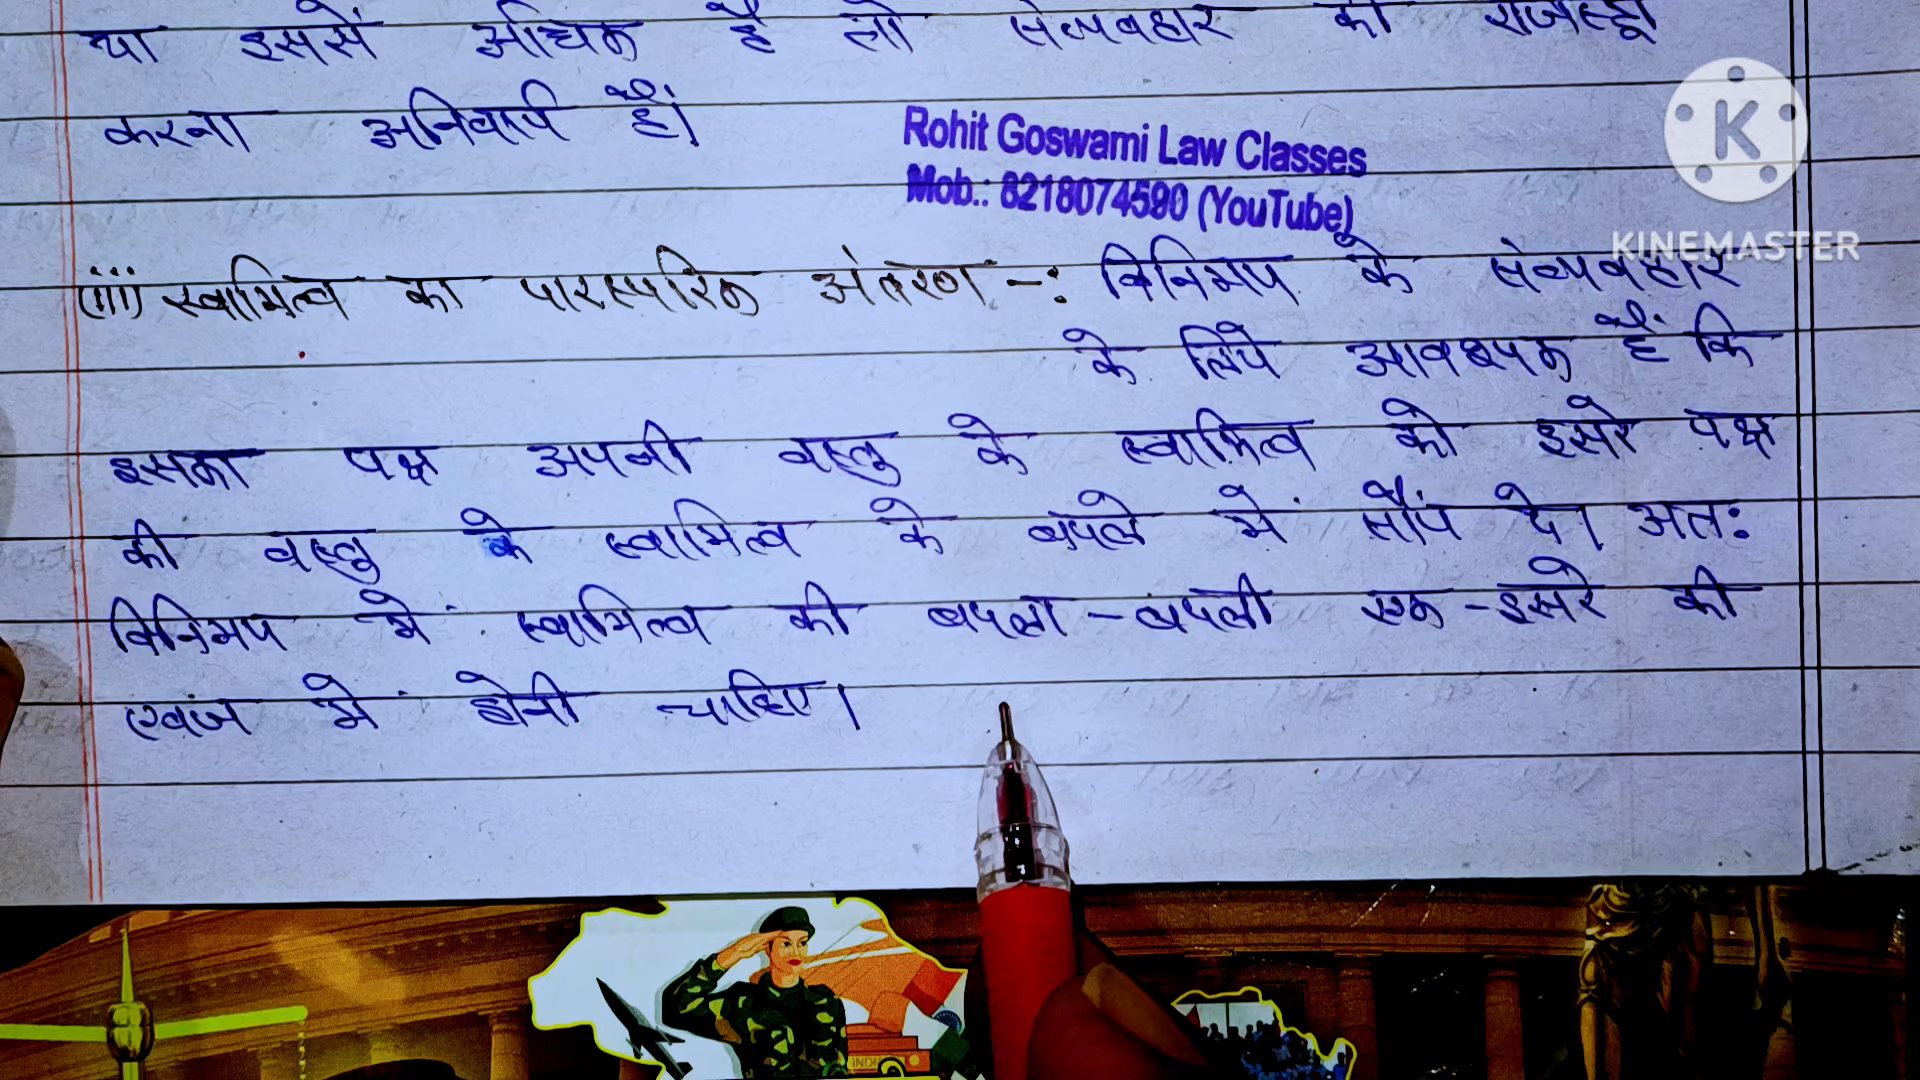 या इससें अधिक है तो संव्यवहार की रजिस्ट्री
करना अनिवार्य हैं।
Rohit Goswami Law Classes
Mob.: 8218074590 (YouTube)
KINEMASTER
(iii) स्वामित्व का पारस्परिक अंतरण -: विनिमय के संव्यवहार
के लिये आवश्यक हैं कि
इसका पक्ष अपनी वस्तु के स्वामित्व को दूसरे पक्ष
की वस्तु के स्वामित्व के बदले में सौंप दे। अतः
विनिमय में स्वामित्व की बदला-बदली एक-दूसरे की
एवंज में होनी चाहिए।